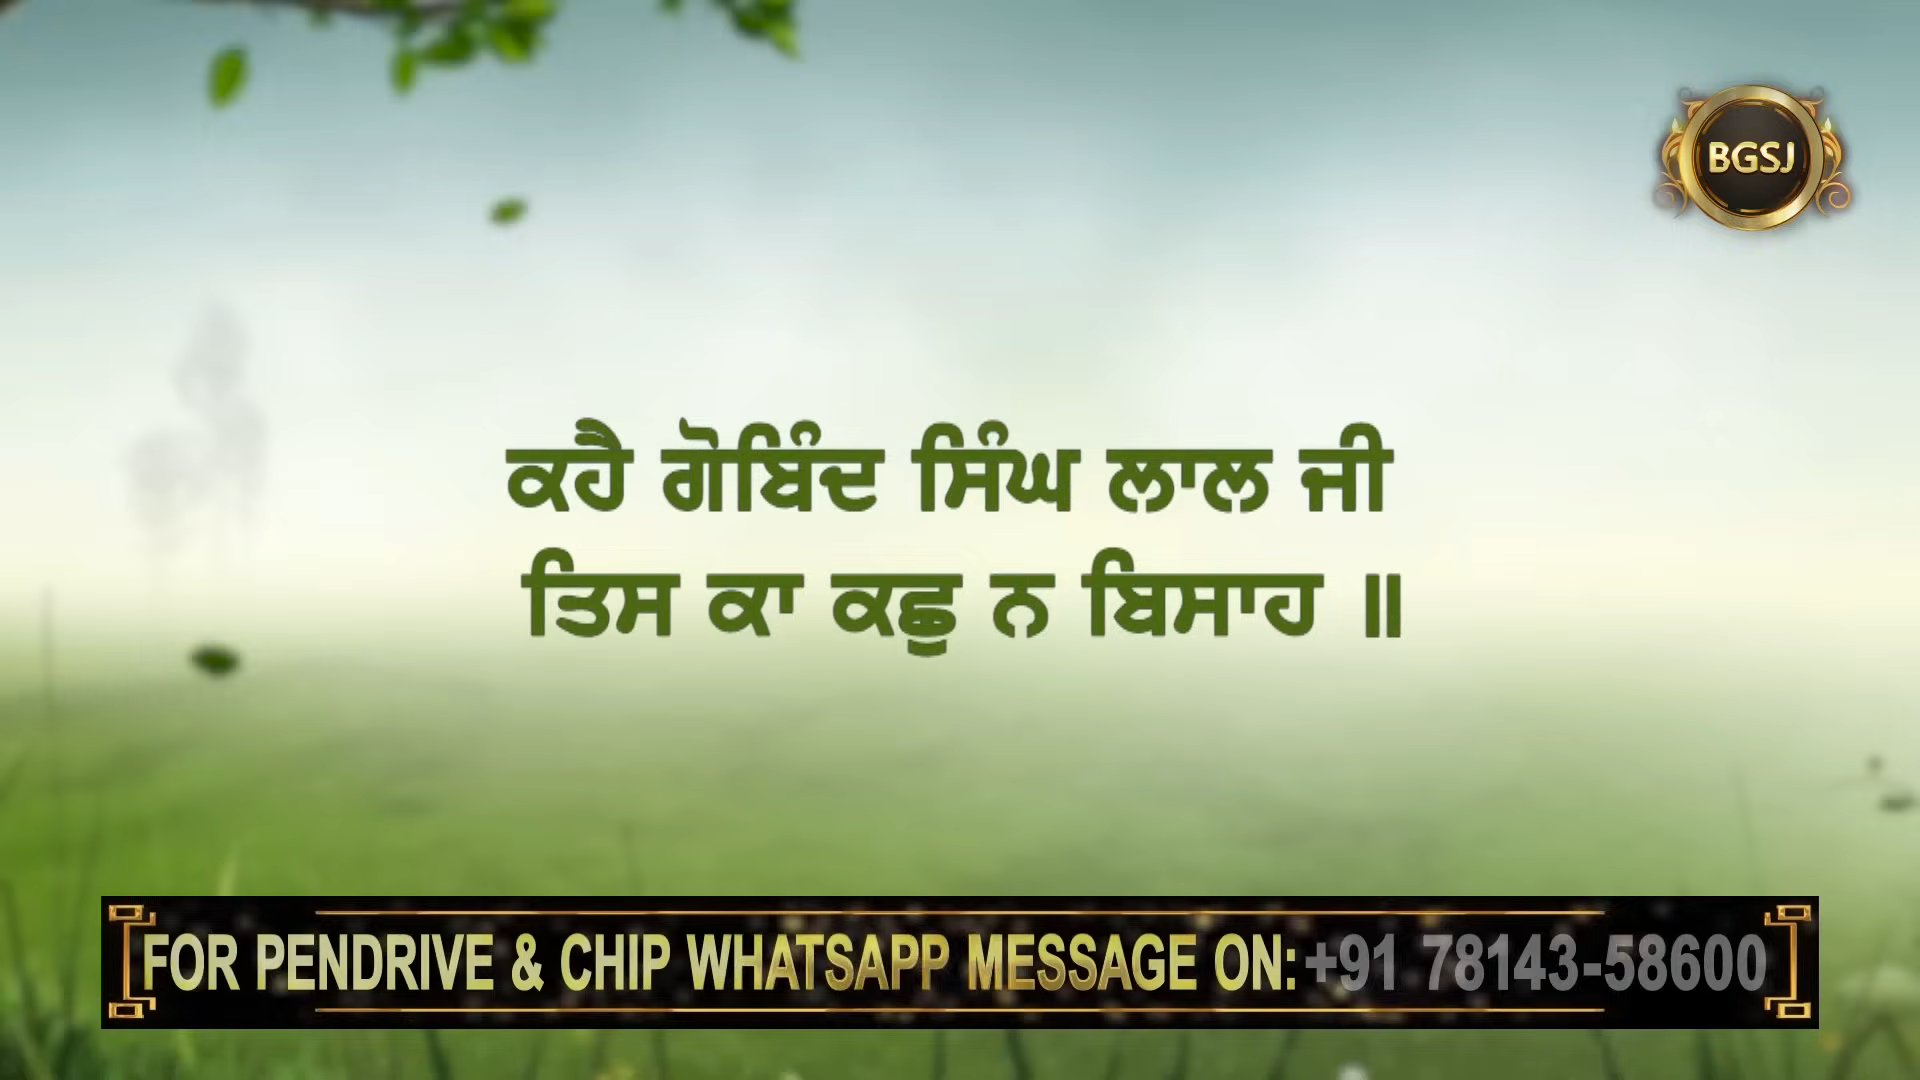 BGSJ
ਕਹੈ ਗੋਬਿੰਦ ਸਿੰਘ ਲਾਲ ਜੀ
ਤਿਸ ਕਾ ਕਛੁ ਨ ਬਿਸਾਹ ॥
FOR PENDRIVE & CHIP WHATSAPP MESSAGE ON: +91 78143-58600